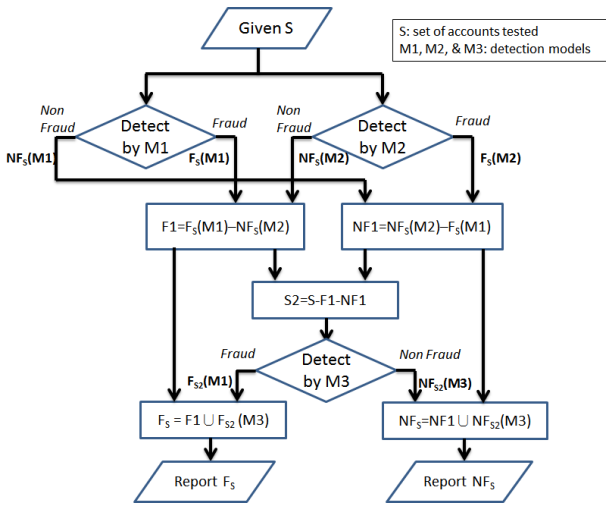 Given S
S: set of accounts tested
M1, M2, & M3: detection models
Non
Fraud
Detect
by M1
Fraud
Non
Fraud
Detect
by M2
Fraud
NFS(M1)
FS(M1)
NFS(M2)
FS(M2)
F1=FS(M1)–NFS(M2)
NF1=NFS(M2)–FS(M1)
S2=S-F1-NF1
Fraud
Detect
by M3
Non Fraud
FS2(M1)
NFS2(M3)
FS = F1 ∪ FS2 (M3)
NFS=NF1 ∪ NFS2(M3)
Report FS
Report NFS